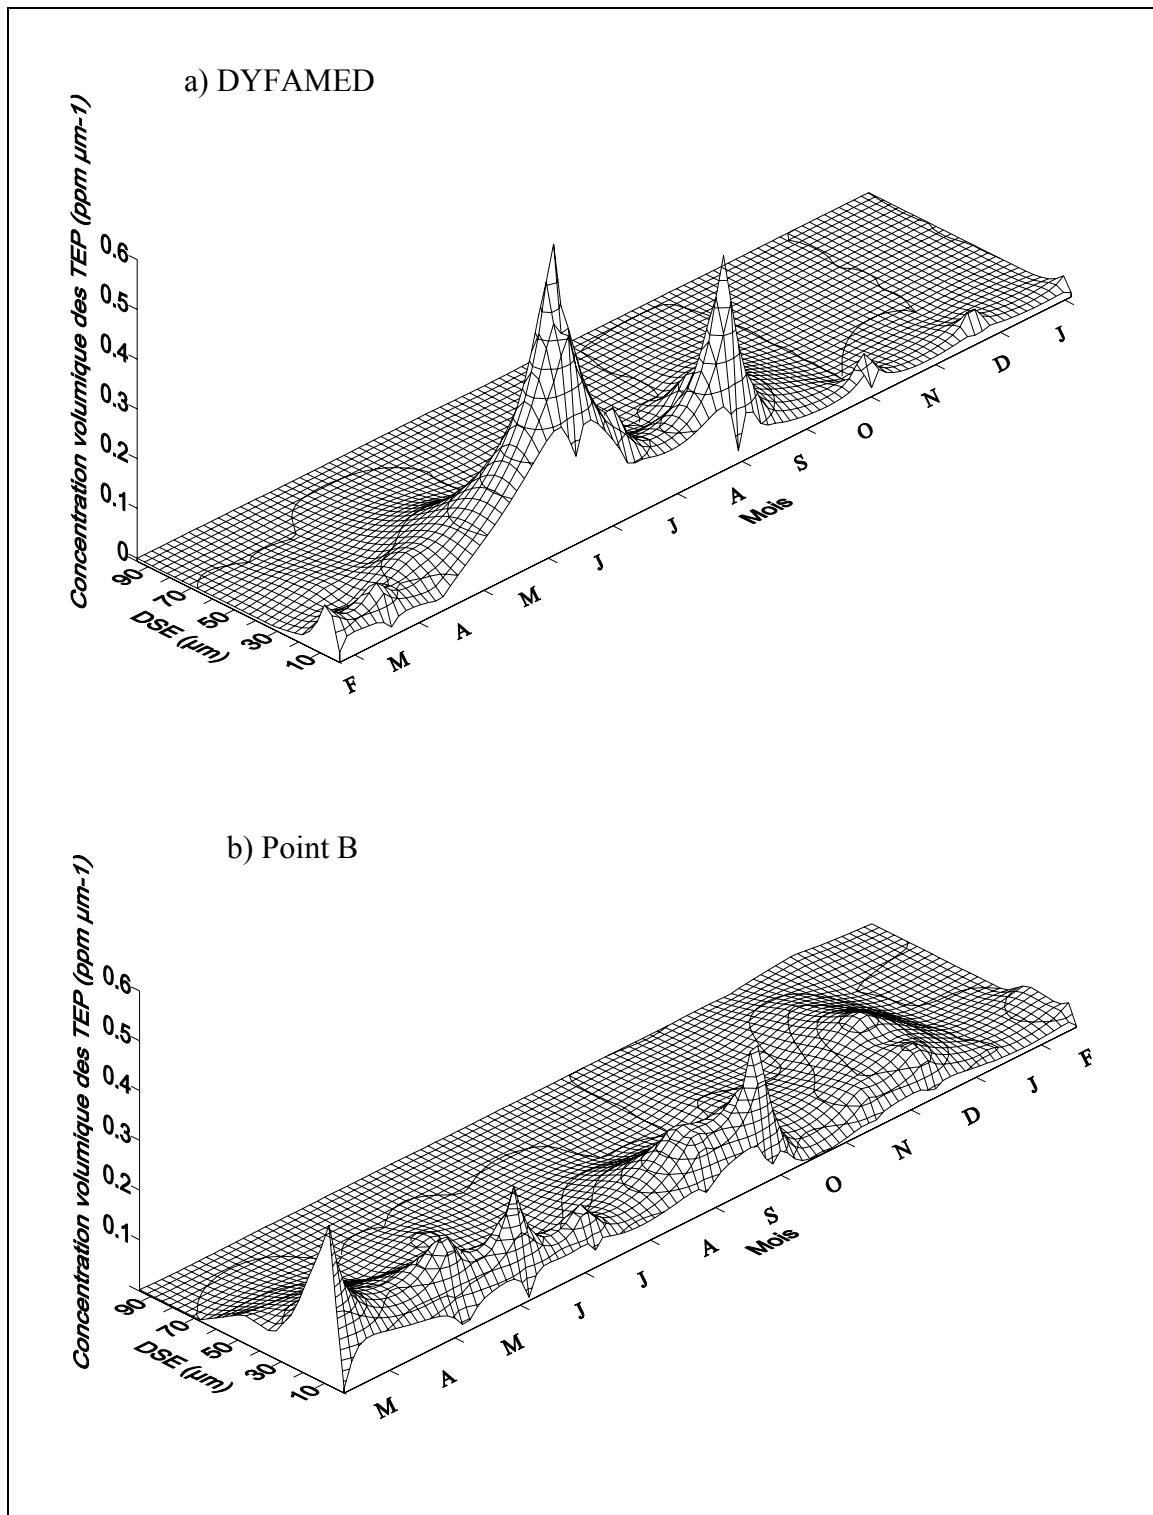 a) DYFAMED
Concentration volumique des TEP (ppm µm-1)
0.6
0.5
0.4
0.3
0.2
0.1
0
90
70
50
30
10
DSE (µm)
F
M
A
M
J
J
A
S
O
N
D
J
Mois
b) Point B
Concentration volumique des TEP (ppm µm-1)
0.6
0.5
0.4
0.3
0.2
0.1
90
70
50
30
10
DSE (µm)
M
A
M
J
J
A
S
O
N
D
J
F
Mois